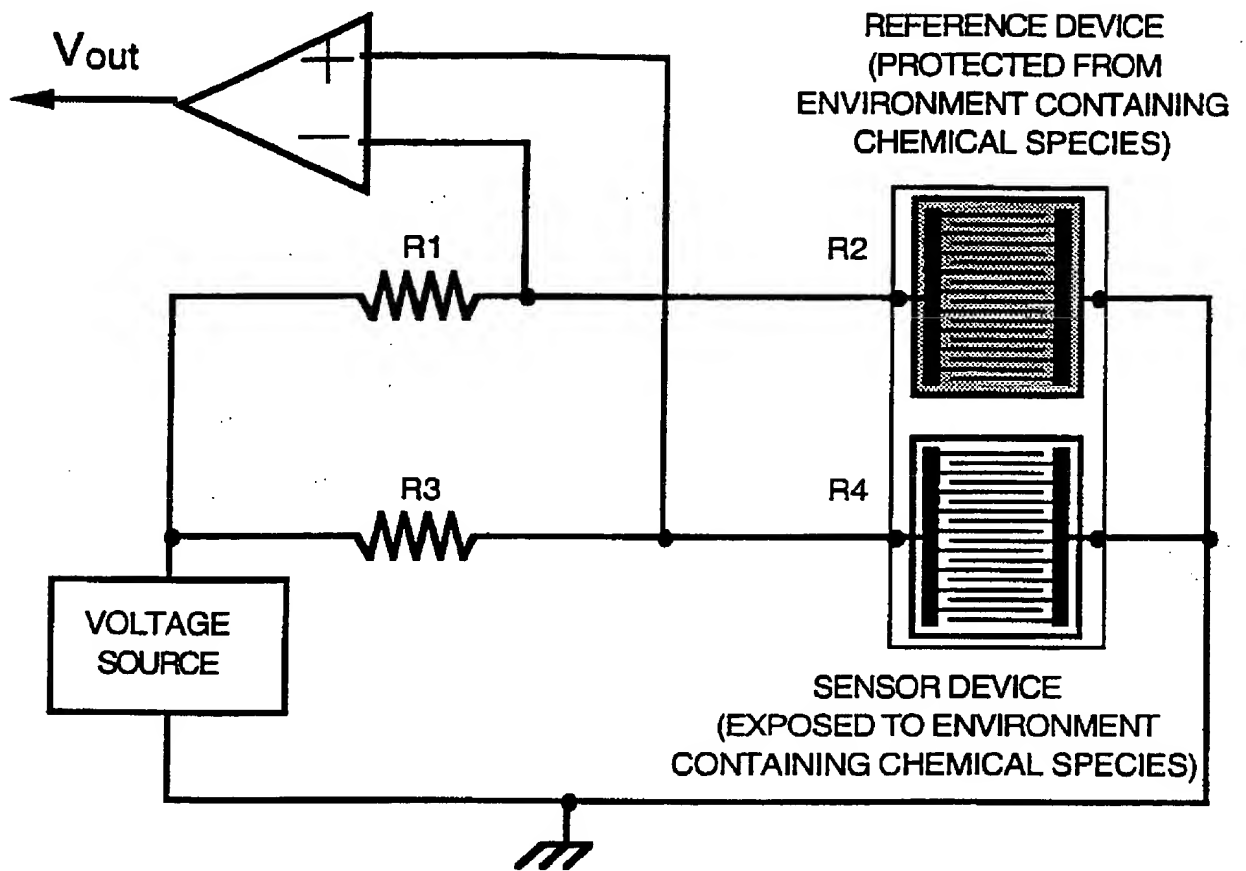 REFERENCE DEVICE
(PROTECTED FROM
ENVIRONMENT CONTAINING
CHEMICAL SPECIES)
Vout
+
−
R1
R2
R3
R4
VOLTAGE
SOURCE
SENSOR DEVICE
(EXPOSED TO ENVIRONMENT
CONTAINING CHEMICAL SPECIES)